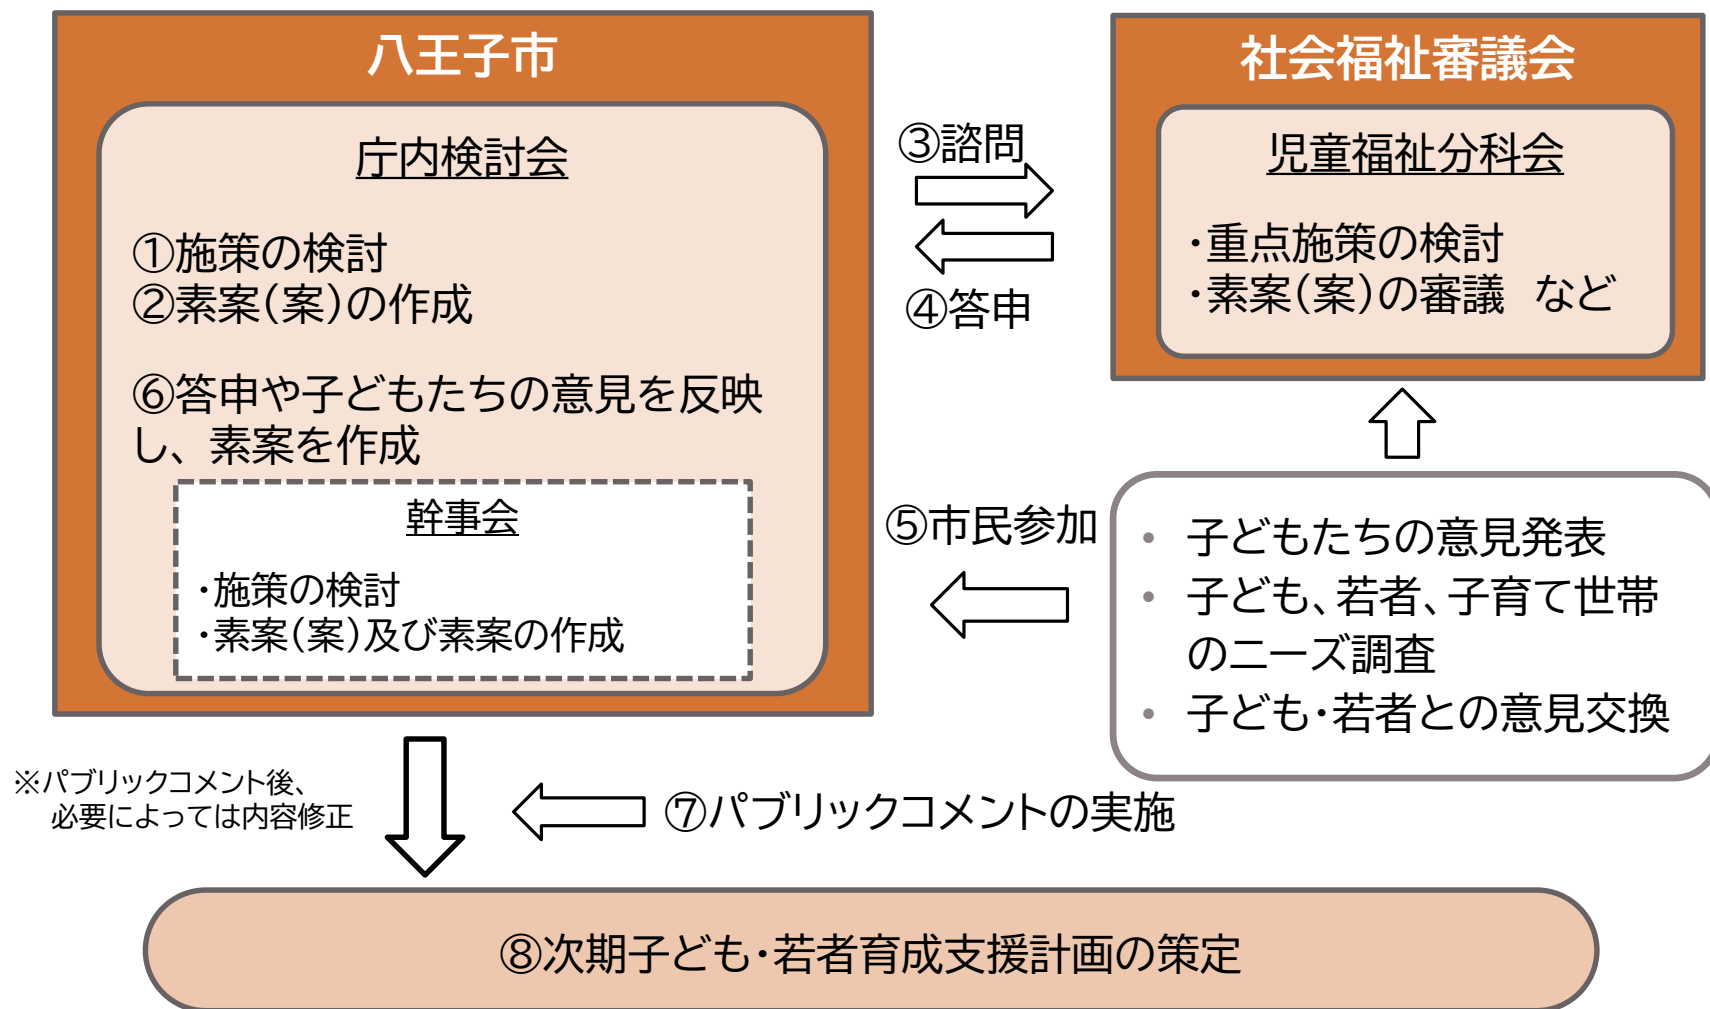 八王子市
庁内検討会
①施策の検討
②素案(案)の作成
⑥答申や子どもたちの意見を反映
し、素案を作成
幹事会
・施策の検討
・素案(案)及び素案の作成
③諮問
④答申
社会福祉審議会
児童福祉分科会
・重点施策の検討
・素案(案)の審議　など
⑤市民参加
• 子どもたちの意見発表
• 子ども、若者、子育て世帯
のニーズ調査
• 子ども・若者との意見交換
※パブリックコメント後、
必要によっては内容修正
⑦パブリックコメントの実施
⑧次期子ども・若者育成支援計画の策定